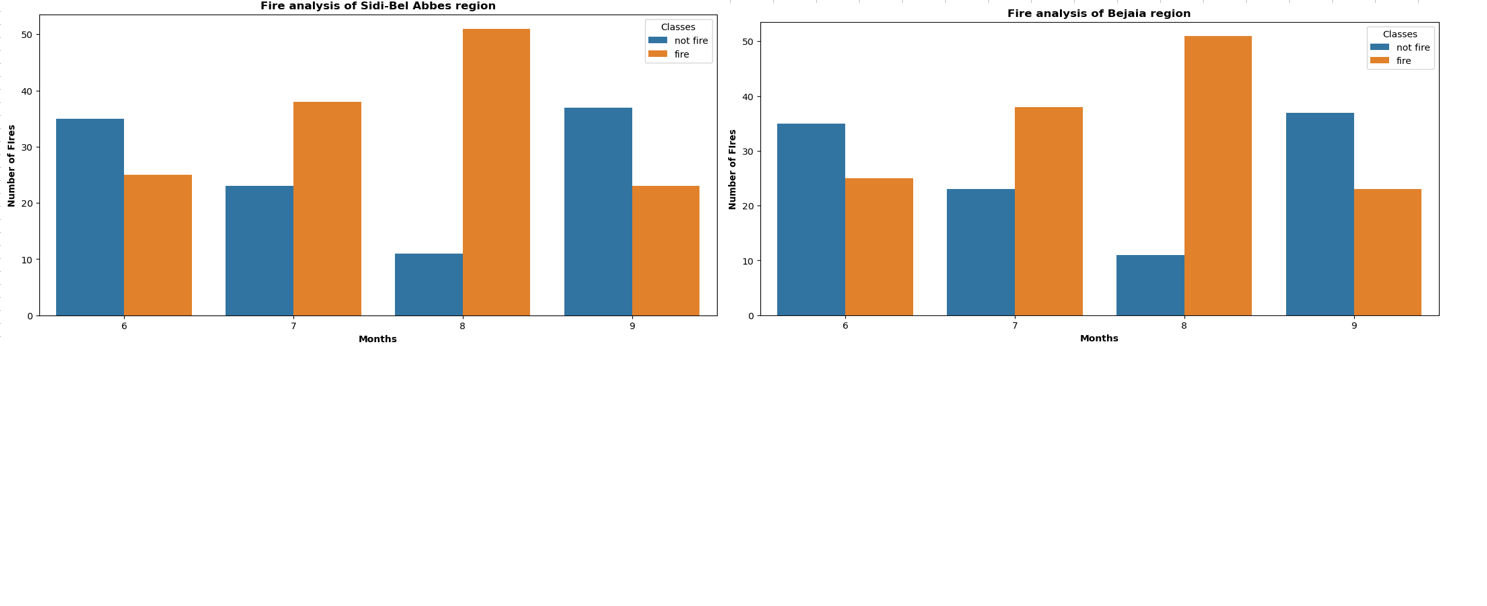 Fire analysis of Sidi-Bel Abbes region
Number of Fires
50
40
30
20
10
0
Classes
not fire
fire
6 7 8 9
Months
Fire analysis of Bejaia region
Number of Fires
50
40
30
20
10
0
Classes
not fire
fire
6 7 8 9
Months